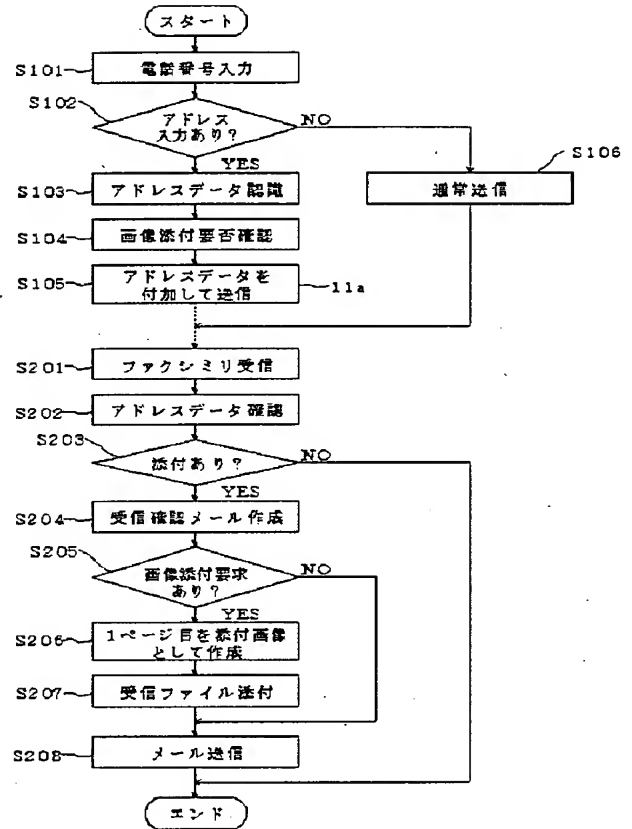 スタート
S101
電話番号入力
S102
アドレス
入力あり?
NO
YES
S106
S103
アドレスデータ認識
通常送信
S104
画像添付要否確認
S105
アドレスデータを
付加して送信
11a
S201
ファクシミリ受信
S202
アドレスデータ確認
S203
添付あり?
NO
YES
S204
受信確認メール作成
S205
画像添付要求
あり?
NO
YES
S206
1ページ目を添付画像
として作成
S207
受信ファイル添付
S208
メール送信
エンド